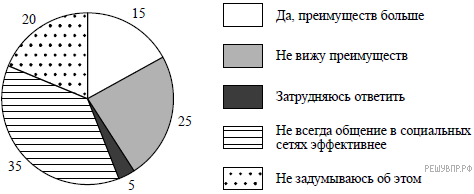 20
15
25
5
35
Да, преимуществ больше
Не вижу преимуществ
Затрудняюсь ответить
Не всегда общение в социальных
сетях эффективнее
Не задумываюсь об этом
РЕШУВПР.РФ